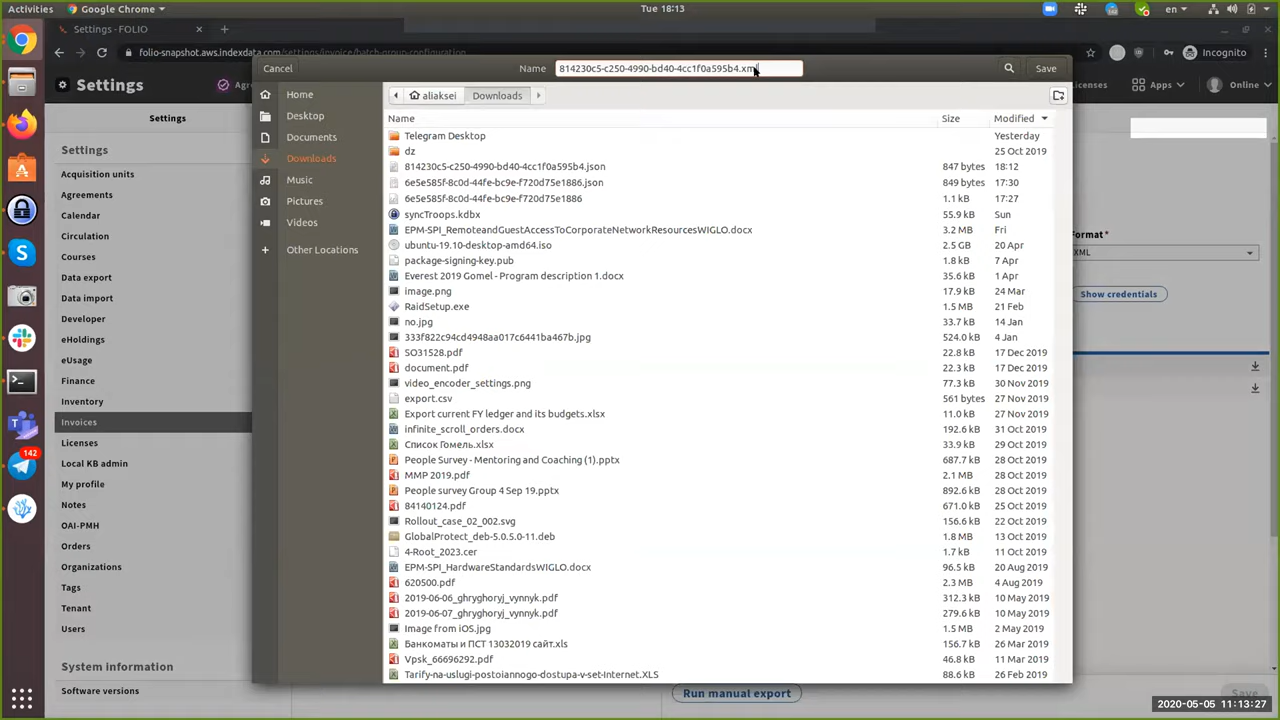 Activities
Google Chrome
Tue 18:13
en
Settings - FOLIO
folio-snapshot.aws.indexdata.com/settings/invoice/batch-group-configuration
Incognito
Cancel
Name
814230c5-c250-4990-bd40-4cc1f0a595b4.xml
Save
Settings
Licenses
Apps
Online
Home
Desktop
Documents
Downloads
Music
Pictures
Videos
Other Locations
aliaksei
Downloads
Name
Size
Modified
Telegram Desktop Yesterday
dz 25 Oct 2019
814230c5-c250-4990-bd40-4cc1f0a595b4.json 847 bytes 18:12
6e5e585f-8c0d-44fe-bc9e-f720d75e1886.json 849 bytes 17:30
6e5e585f-8c0d-44fe-bc9e-f720d75e1886 1.1 kB 17:27
syncTroops.kdbx 55.9 kB Sun
EPM-SPI_RemoteandGuestAccessToCorporateNetworkResourcesWIGLO.docx 3.2 MB Fri
ubuntu-19.10-desktop-amd64.iso 2.5 GB 20 Apr
package-signing-key.pub 1.8 kB 7 Apr
Everest 2019 Gomel - Program description 1.docx 35.6 kB 1 Apr
image.png 17.9 kB 24 Mar
RaidSetup.exe 1.5 MB 21 Feb
no.jpg 33.7 kB 14 Jan
333f822c94cd4948aa017c6441ba467b.jpg 524.0 kB 4 Jan
SO31528.pdf 22.8 kB 17 Dec 2019
document.pdf 22.3 kB 17 Dec 2019
video_encoder_settings.png 77.3 kB 30 Nov 2019
export.csv 561 bytes 27 Nov 2019
Export current FY ledger and its budgets.xlsx 11.0 kB 27 Nov 2019
infinite_scroll_orders.docx 192.6 kB 31 Oct 2019
Список Гомель.xlsx 33.9 kB 29 Oct 2019
People Survey - Mentoring and Coaching (1).pptx 687.7 kB 28 Oct 2019
MMP 2019.pdf 2.1 MB 28 Oct 2019
People survey Group 4 Sep 19.pptx 892.6 kB 28 Oct 2019
84140124.pdf 671.0 kB 25 Oct 2019
Rollout_case_02_002.svg 156.6 kB 22 Oct 2019
GlobalProtect_deb-5.0.5.0-11.deb 1.8 MB 13 Oct 2019
4-Root_2023.cer 1.7 kB 11 Oct 2019
EPM-SPI_HardwareStandardsWIGLO.docx 96.5 kB 20 Aug 2019
620500.pdf 2.3 MB 4 Aug 2019
2019-06-06_ghryghoryj_vynnyk.pdf 312.3 kB 10 May 2019
2019-06-07_ghryghoryj_vynnyk.pdf 279.6 kB 10 May 2019
Image from iOS.jpg 1.5 MB 2 May 2019
Банкоматы и ПСТ 13032019 сайт.xls 156.7 kB 26 Mar 2019
Vpsk_66696292.pdf 46.8 kB 11 Mar 2019
Tarify-na-uslugi-postoiannogo-dostupa-v-set-Internet.XLS 88.6 kB 26 Feb 2019
Settings
Settings
Acquisition units
Agreements
Calendar
Circulation
Courses
Data export
Data import
Developer
eHoldings
eUsage
Finance
Inventory
Invoices
Licenses
Local KB admin
My profile
Notes
OAI-PMH
Orders
Organizations
Tags
Tenant
Users
System information
Software versions
Format*
XML
Show credentials
Run manual export
Save
142
2020-05-05 11:13:27